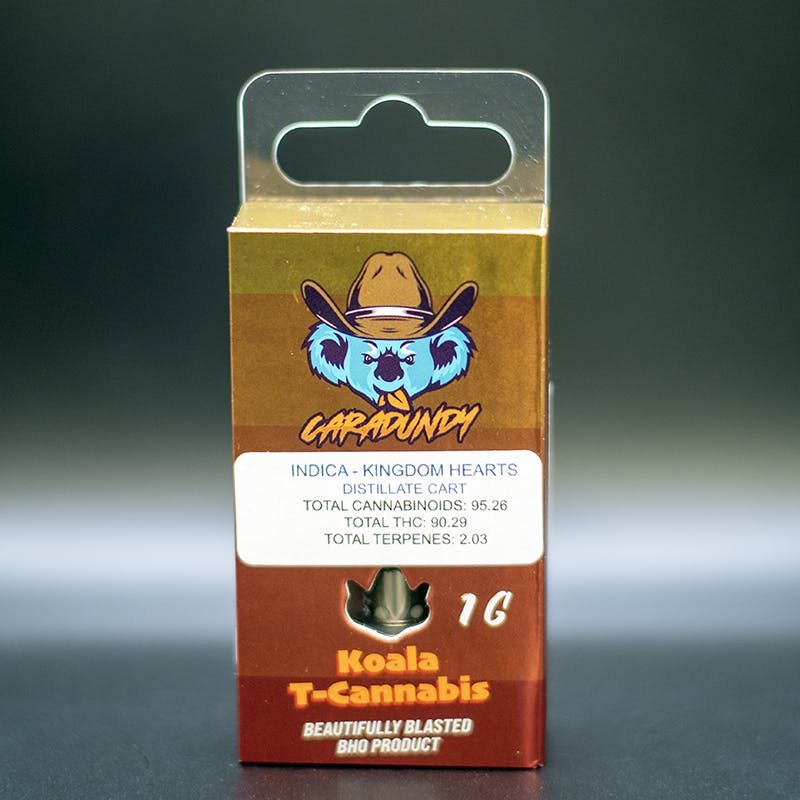 CARADUNDY
INDICA - KINGDOM HEARTS
DISTILLATE CART
TOTAL CANNABINOIDS: 95.26
TOTAL THC: 90.29
TOTAL TERPENES: 2.03
1G
Koala
T-Cannabis
BEAUTIFULLY BLASTED
BHO PRODUCT